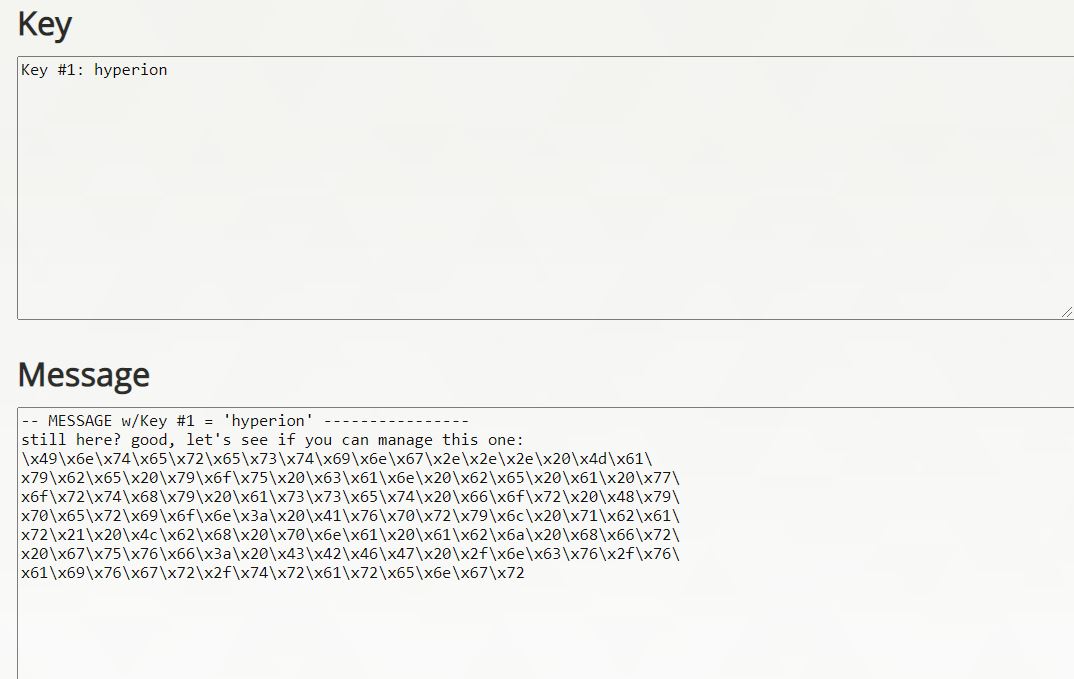 Key
Key #1: hyperion
Message
-- MESSAGE w/Key #1 = 'hyperion' ----------------
still here? good, let's see if you can manage this one:
\x49\x6e\x74\x65\x72\x65\x73\x74\x69\x6e\x67\x2e\x2e\x2e\x20\x4d\x61\
x79\x62\x65\x20\x79\x6f\x75\x20\x63\x61\x6e\x20\x62\x65\x20\x61\x20\x77\
x6f\x72\x74\x68\x79\x20\x61\x73\x73\x65\x74\x20\x66\x6f\x72\x20\x48\x79\
x70\x65\x72\x69\x6f\x6e\x3a\x20\x41\x76\x70\x72\x79\x6c\x20\x71\x62\x61\
x72\x21\x20\x4c\x62\x68\x20\x70\x6e\x61\x20\x61\x62\x6a\x20\x68\x66\x72\
x20\x67\x75\x76\x66\x3a\x20\x43\x42\x46\x47\x20\x2f\x6e\x63\x76\x2f\x76\
x61\x69\x76\x67\x72\x2f\x74\x72\x61\x72\x65\x6e\x67\x72